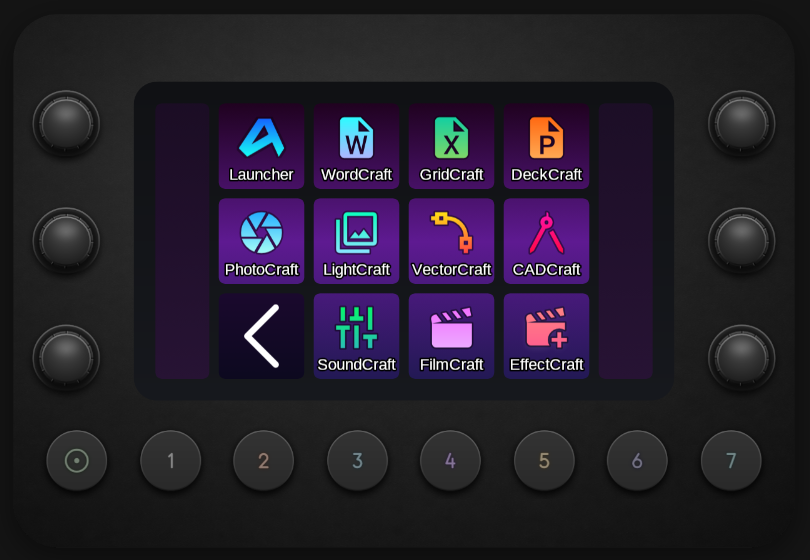 Launcher
W
WordCraft
X
GridCraft
P
DeckCraft
PhotoCraft
LightCraft
VectorCraft
CADCraft
SoundCraft
FilmCraft
EffectCraft
1 2 3 4 5 6 7